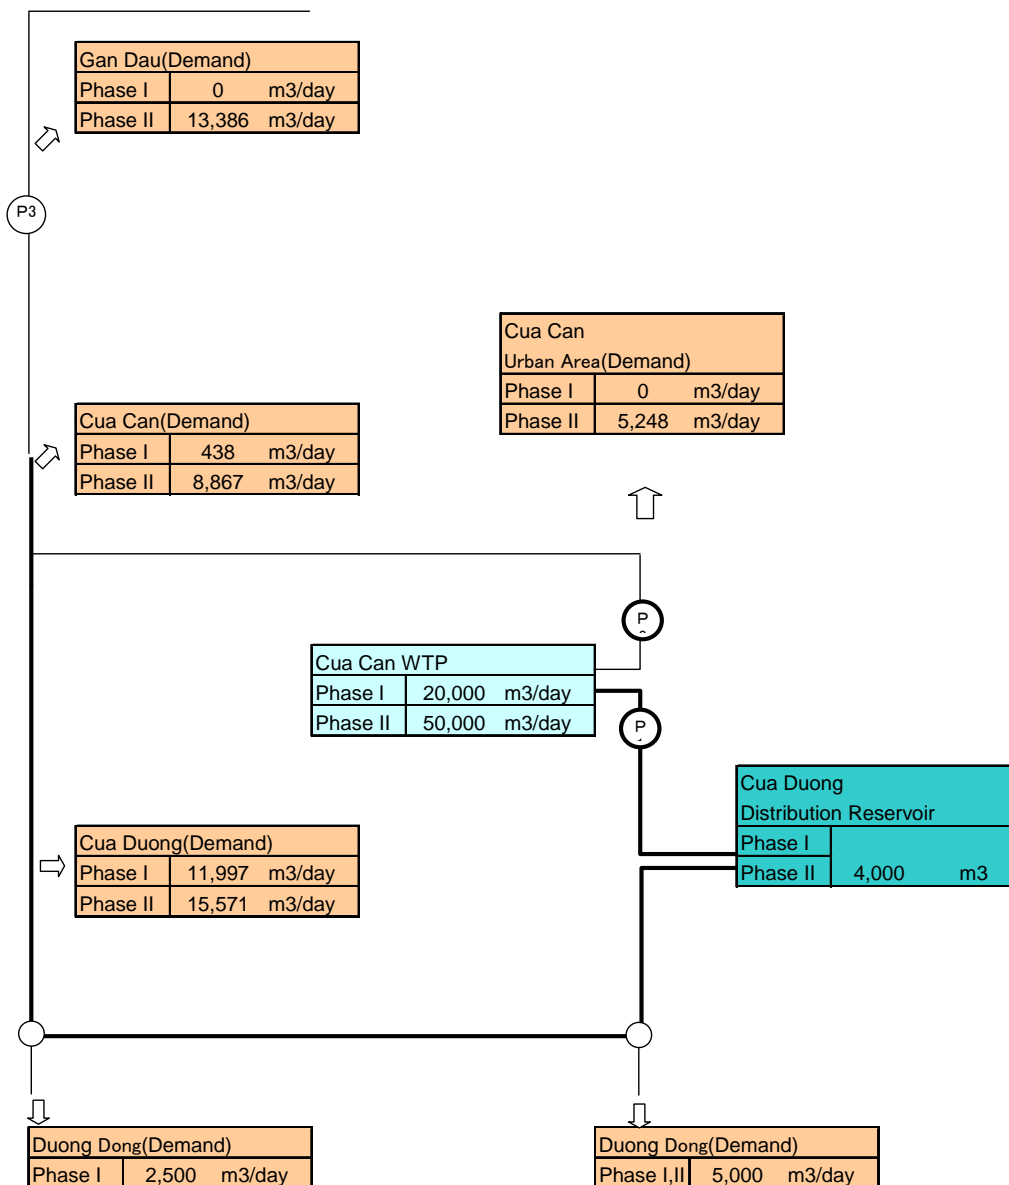 Gan Dau(Demand)
Phase I 0 m3/day
Phase II 13,386 m3/day
P3
Cua Can
Urban Area(Demand)
Phase I 0 m3/day
Phase II 5,248 m3/day
Cua Can(Demand)
Phase I 438 m3/day
Phase II 8,867 m3/day
P
Cua Can WTP
Phase I 20,000 m3/day
Phase II 50,000 m3/day
P
Cua Duong
Distribution Reservoir
Phase I
Phase II 4,000 m3
Cua Duong(Demand)
Phase I 11,997 m3/day
Phase II 15,571 m3/day
Duong Dong(Demand)
Phase I 2,500 m3/day
Duong Dong(Demand)
Phase I,II 5,000 m3/day